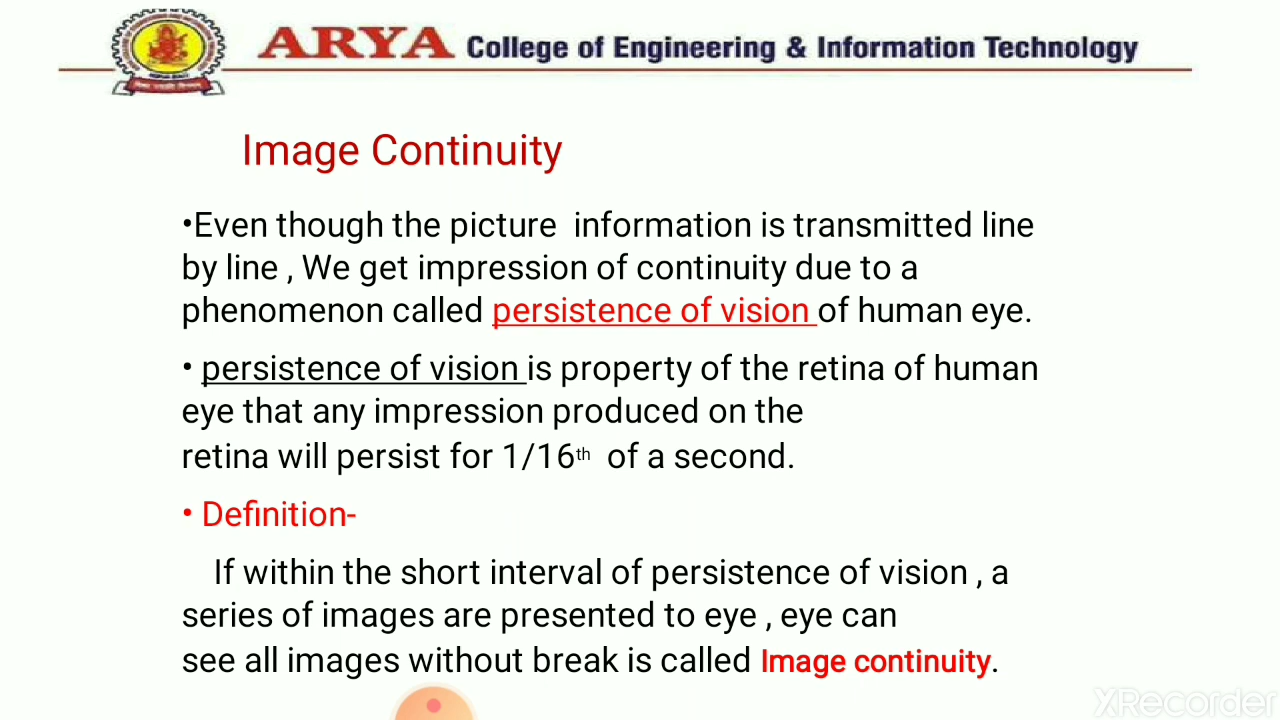 ARYA College of Engineering & Information Technology
Image Continuity
•Even though the picture information is transmitted line
by line , We get impression of continuity due to a
phenomenon called persistence of vision of human eye.
• persistence of vision is property of the retina of human
eye that any impression produced on the
retina will persist for 1/16th of a second.
• Definition-
If within the short interval of persistence of vision , a
series of images are presented to eye , eye can
see all images without break is called Image continuity.
XRecorder